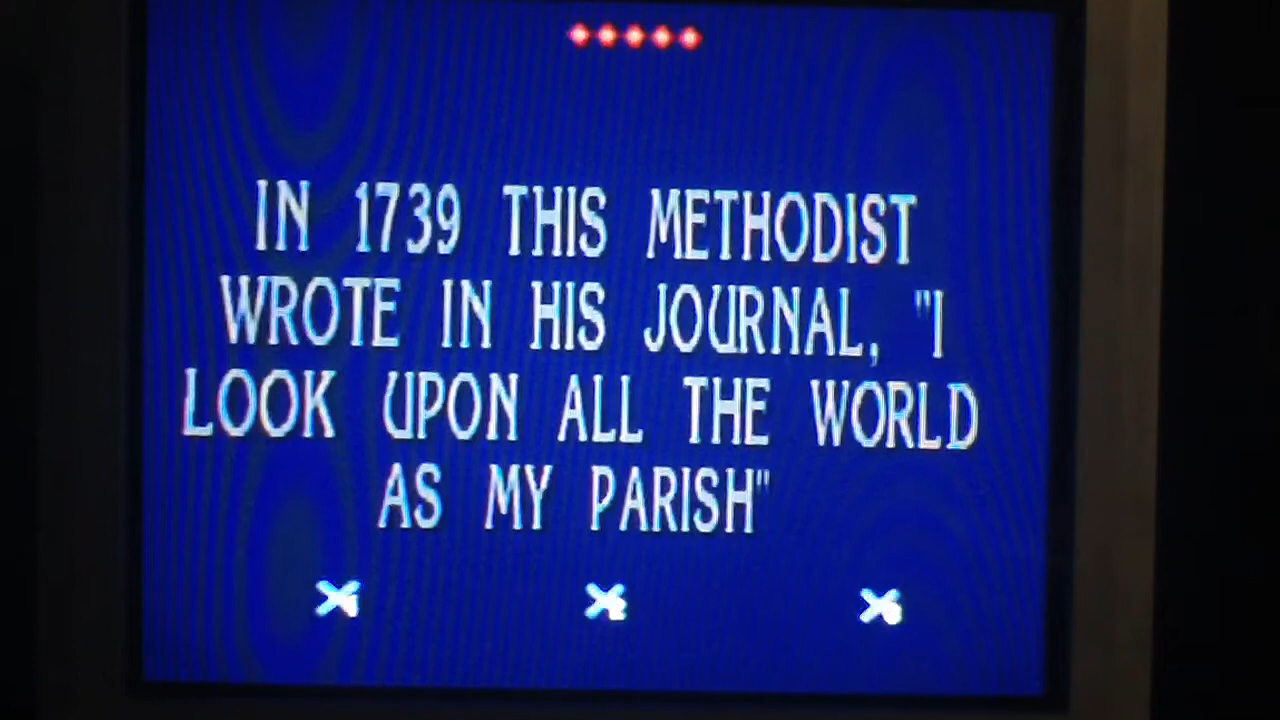 IN 1739 THIS METHODIST
WROTE IN HIS JOURNAL, "I
LOOK UPON ALL THE WORLD
AS MY PARISH"